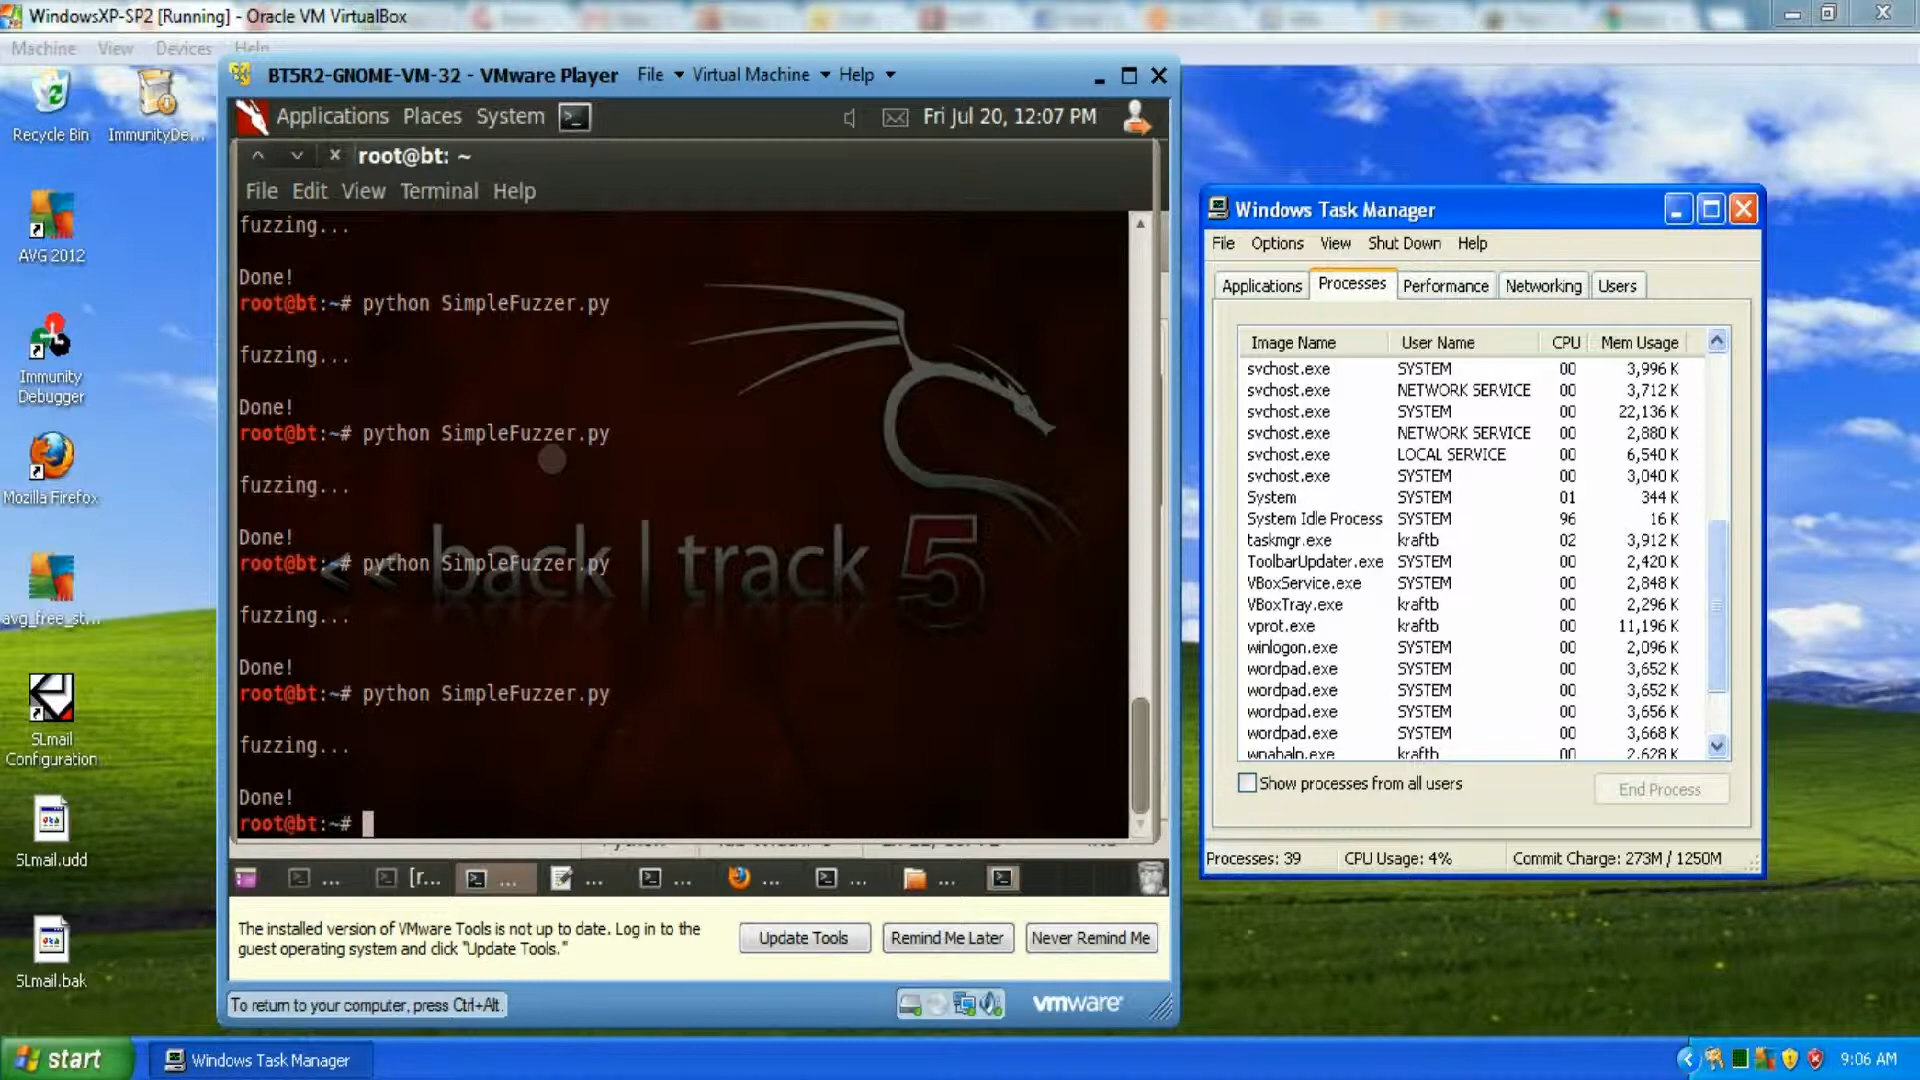 WindowsXP-SP2 [Running] - Oracle VM VirtualBox
Machine View Devices Help
Recycle Bin
ImmunityDe...
AVG 2012
Immunity
Debugger
Mozilla Firefox
avg_free_st...
SLmail
Configuration
SLmail.udd
SLmail.bak
BT5R2-GNOME-VM-32 - VMware Player File Virtual Machine Help
Applications Places System Fri Jul 20, 12:07 PM
root@bt: ~
File Edit View Terminal Help
fuzzing...
Done!
root@bt:~# python SimpleFuzzer.py
fuzzing...
Done!
root@bt:~# python SimpleFuzzer.py
fuzzing...
Done!
root@bt:~# python SimpleFuzzer.py
fuzzing...
Done!
root@bt:~# python SimpleFuzzer.py
fuzzing...
Done!
root@bt:~#
<< back | track 5
... [r... ... ... ... ... ... ...
The installed version of VMware Tools is not up to date. Log in to the
guest operating system and click "Update Tools."
Update Tools Remind Me Later Never Remind Me
To return to your computer, press Ctrl+Alt.
vmware
Windows Task Manager
File Options View Shut Down Help
Applications Processes Performance Networking Users
Image Name User Name CPU Mem Usage
svchost.exe SYSTEM 00 3,996 K
svchost.exe NETWORK SERVICE 00 3,712 K
svchost.exe SYSTEM 00 22,136 K
svchost.exe NETWORK SERVICE 00 2,880 K
svchost.exe LOCAL SERVICE 00 6,540 K
svchost.exe SYSTEM 00 3,040 K
System SYSTEM 01 344 K
System Idle Process SYSTEM 96 16 K
taskmgr.exe kraftb 02 3,912 K
ToolbarUpdater.exe SYSTEM 00 2,420 K
VBoxService.exe SYSTEM 00 2,848 K
VBoxTray.exe kraftb 00 2,296 K
vprot.exe kraftb 00 11,196 K
winlogon.exe SYSTEM 00 2,096 K
wordpad.exe SYSTEM 00 3,652 K
wordpad.exe SYSTEM 00 3,652 K
wordpad.exe SYSTEM 00 3,656 K
wordpad.exe SYSTEM 00 3,668 K
kraftb 00 2,628 K
Show processes from all users End Process
Processes: 39 CPU Usage: 4% Commit Charge: 273M / 1250M
start Windows Task Manager 9:06 AM